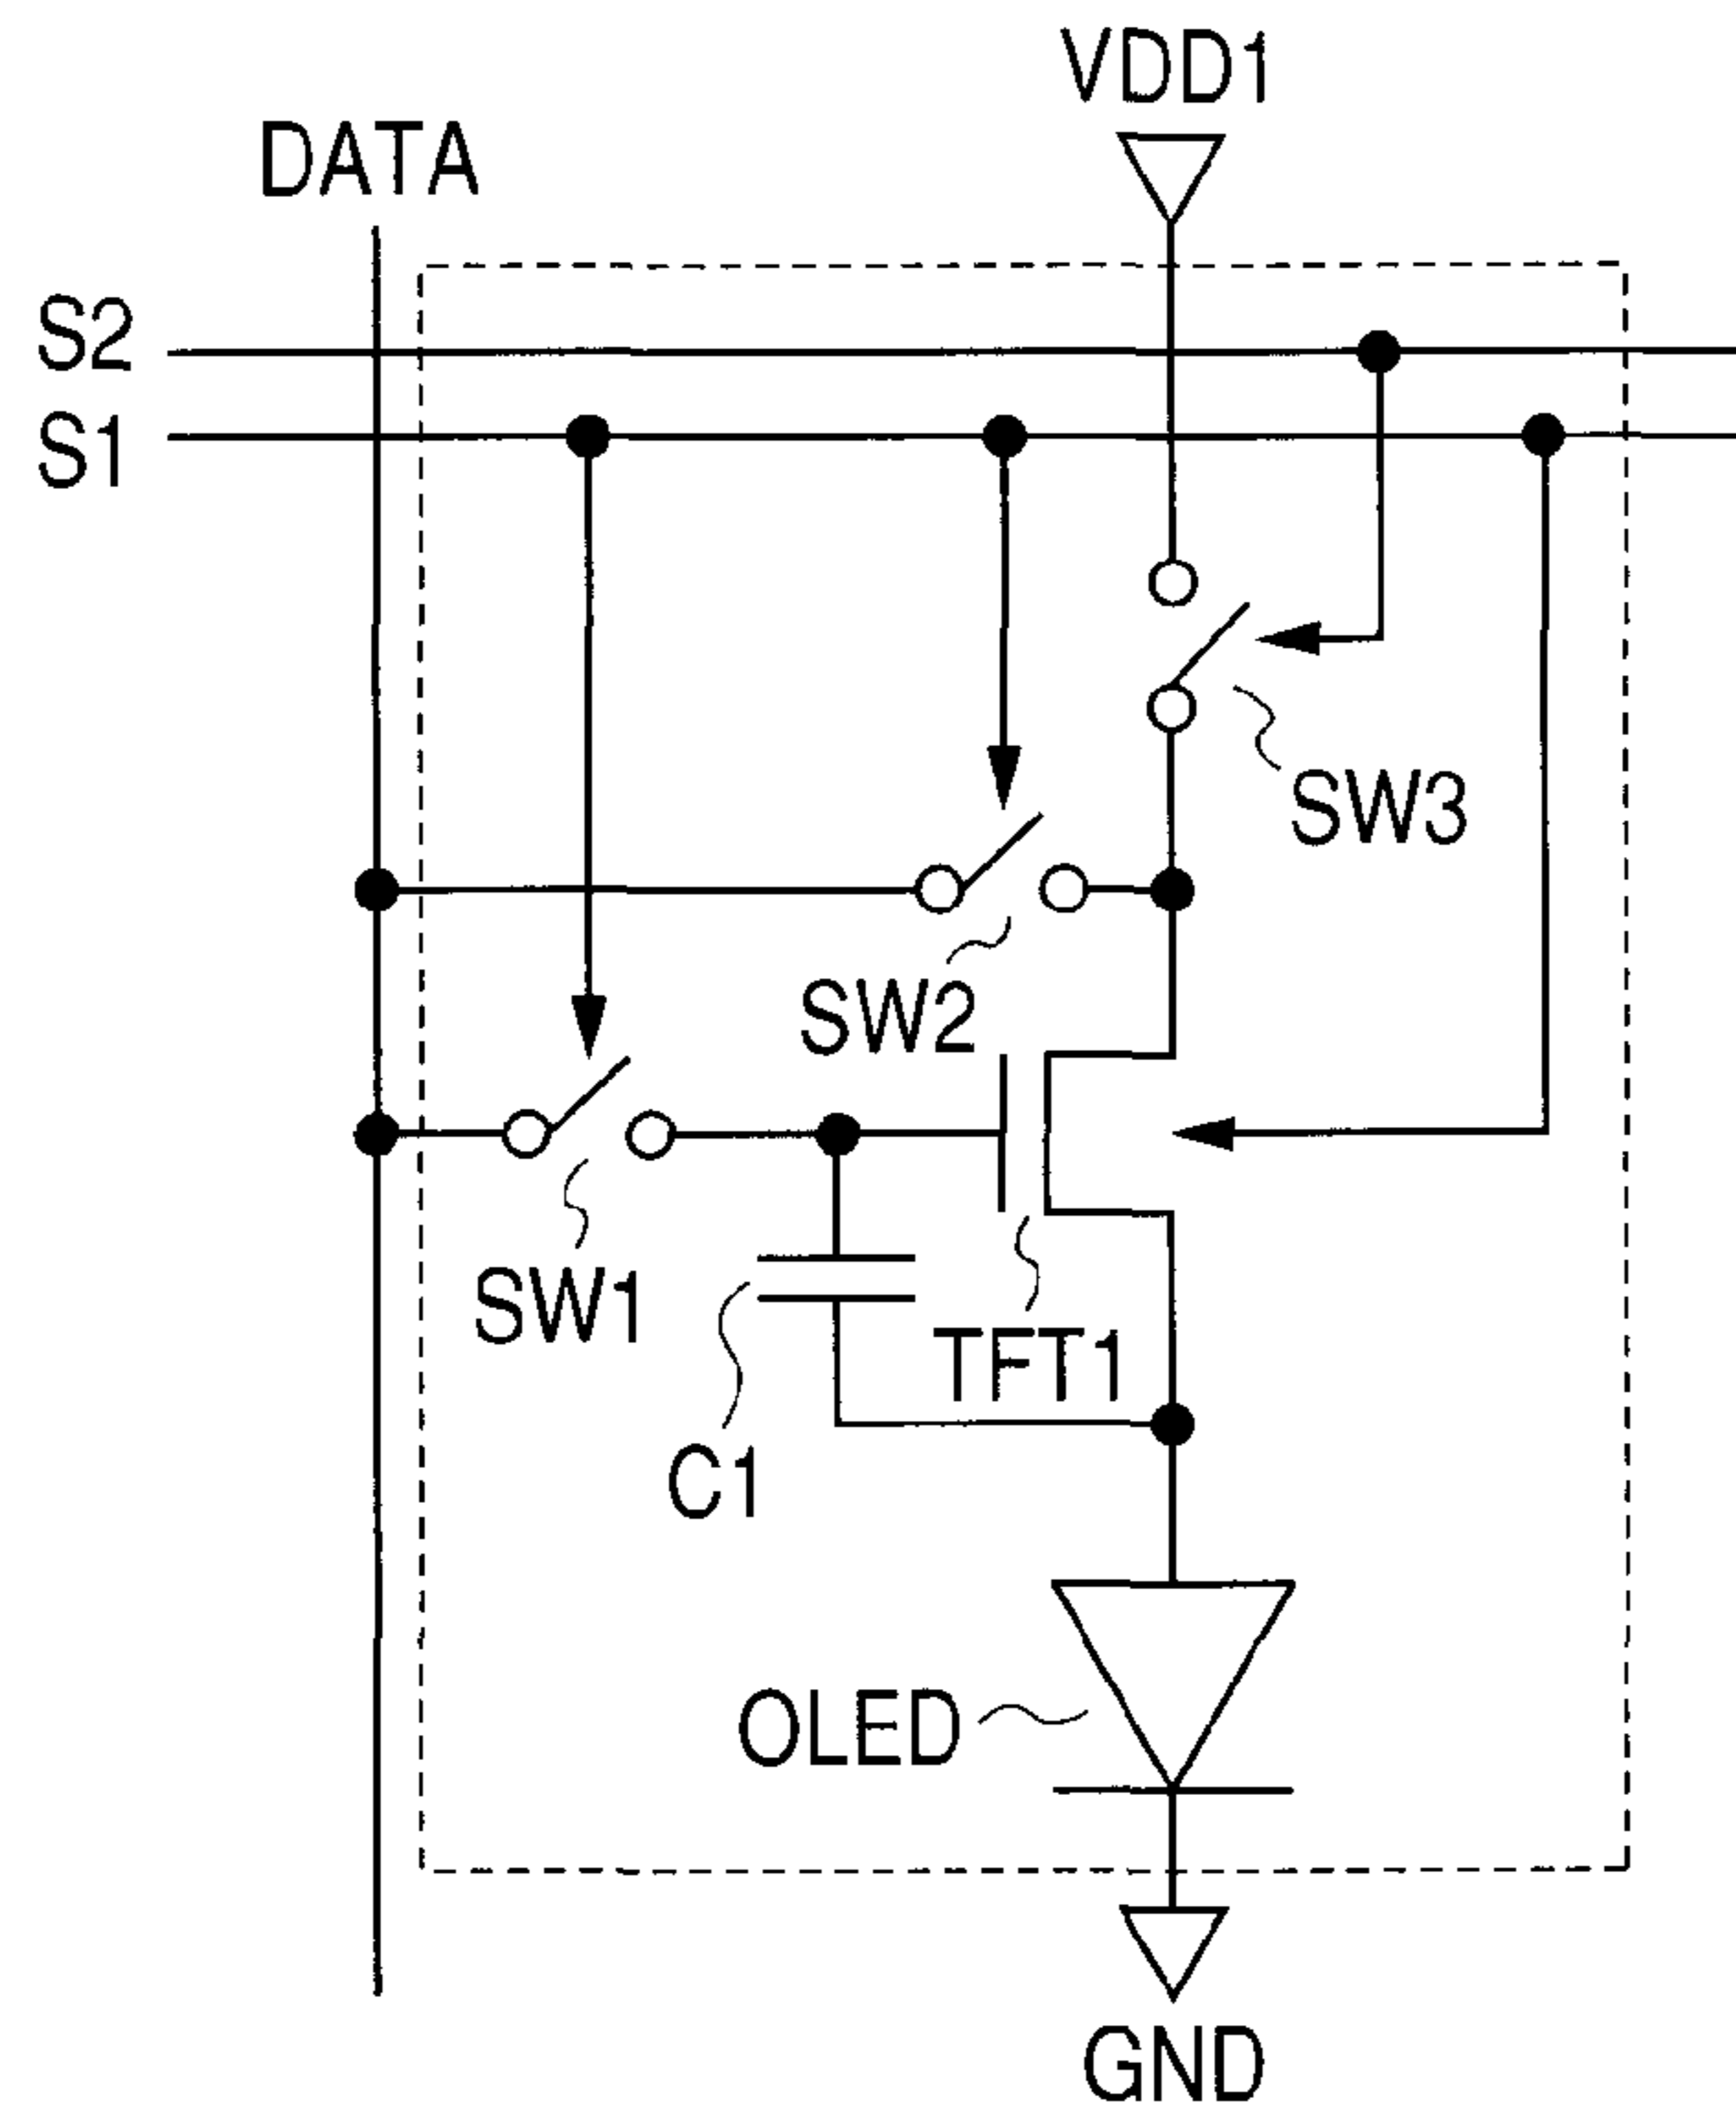 VDD1
DATA
S2
S1
SW3
SW2
SW1
TFT1
C1
OLED
GND